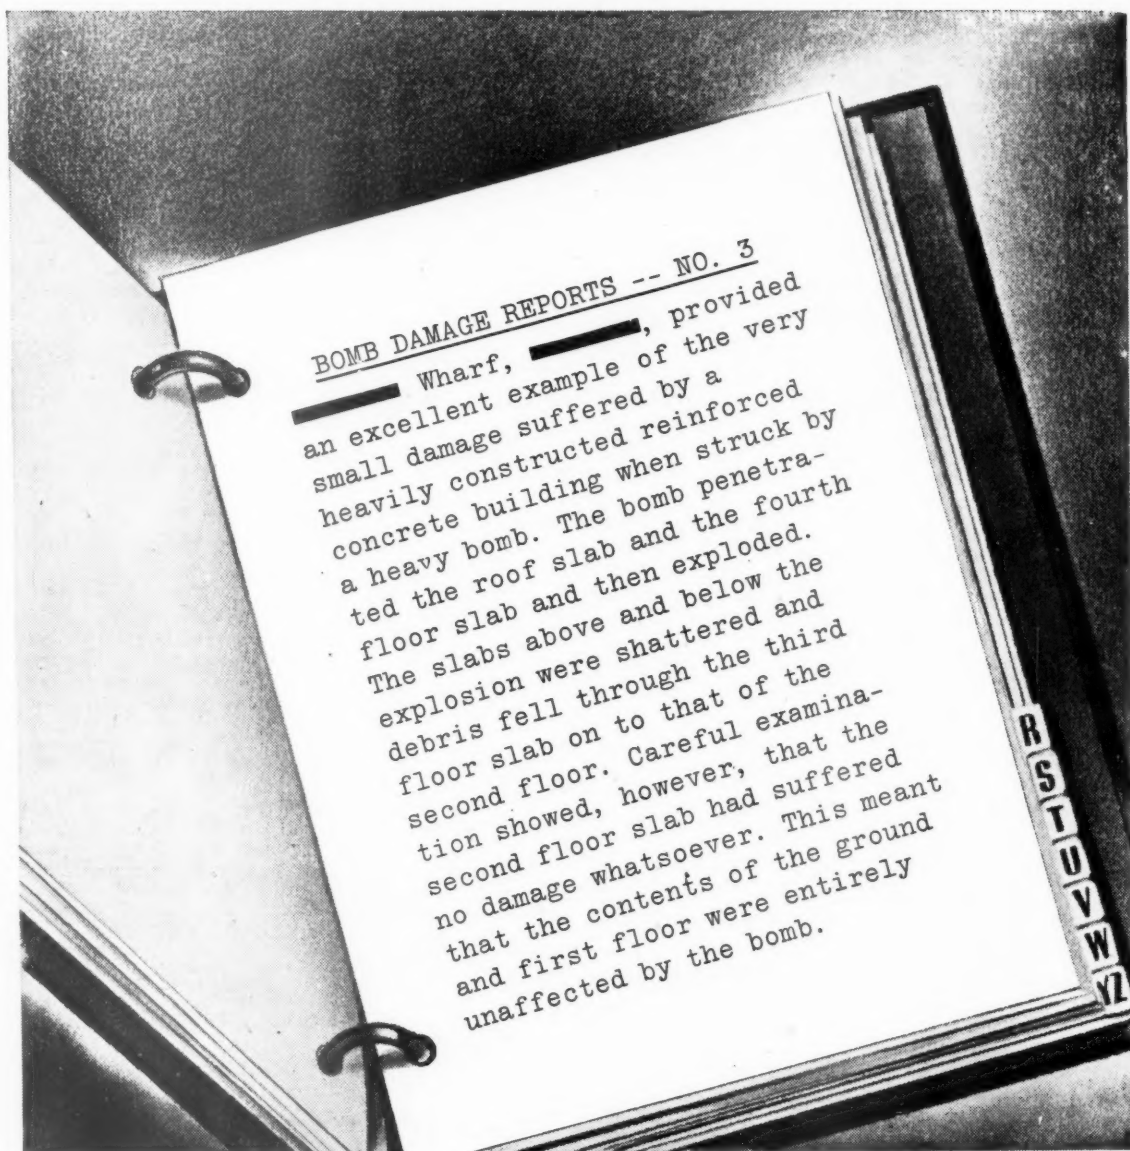 BOMB DAMAGE REPORTS -- NO. 3
Wharf, , provided
an excellent example of the very
small damage suffered by a
heavily constructed reinforced
concrete building when struck by
a heavy bomb. The bomb penetra-
ted the roof slab and the fourth
floor slab and then exploded.
The slabs above and below the
explosion were shattered and
debris fell through the third
floor slab on to that of the
second floor. Careful examina-
tion showed, however, that the
second floor slab had suffered
no damage whatsoever. This meant
that the contents of the ground
and first floor were entirely
unaffected by the bomb.
R
S
T
U
V
W
YZ